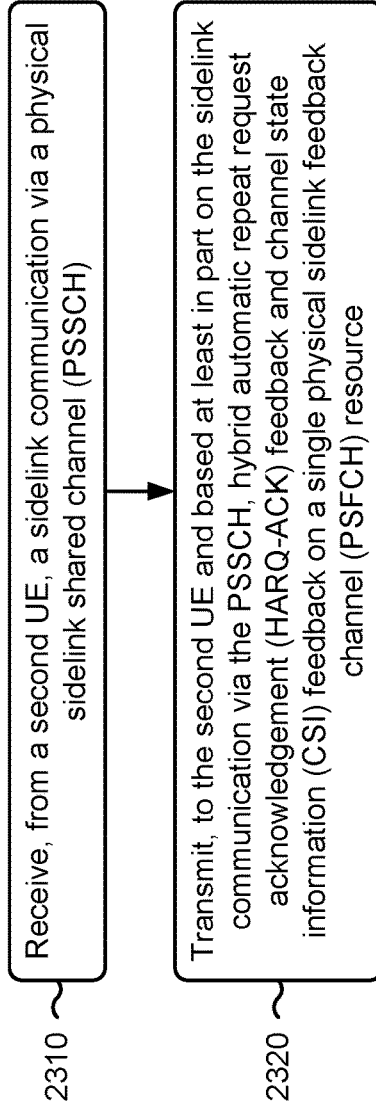 2310
Receive, from a second UE, a sidelink communication via a physical
sidelink shared channel (PSSCH)
2320
Transmit, to the second UE and based at least in part on the sidelink
communication via the PSSCH, hybrid automatic repeat request
acknowledgement (HARQ-ACK) feedback and channel state
information (CSI) feedback on a single physical sidelink feedback
channel (PSFCH) resource